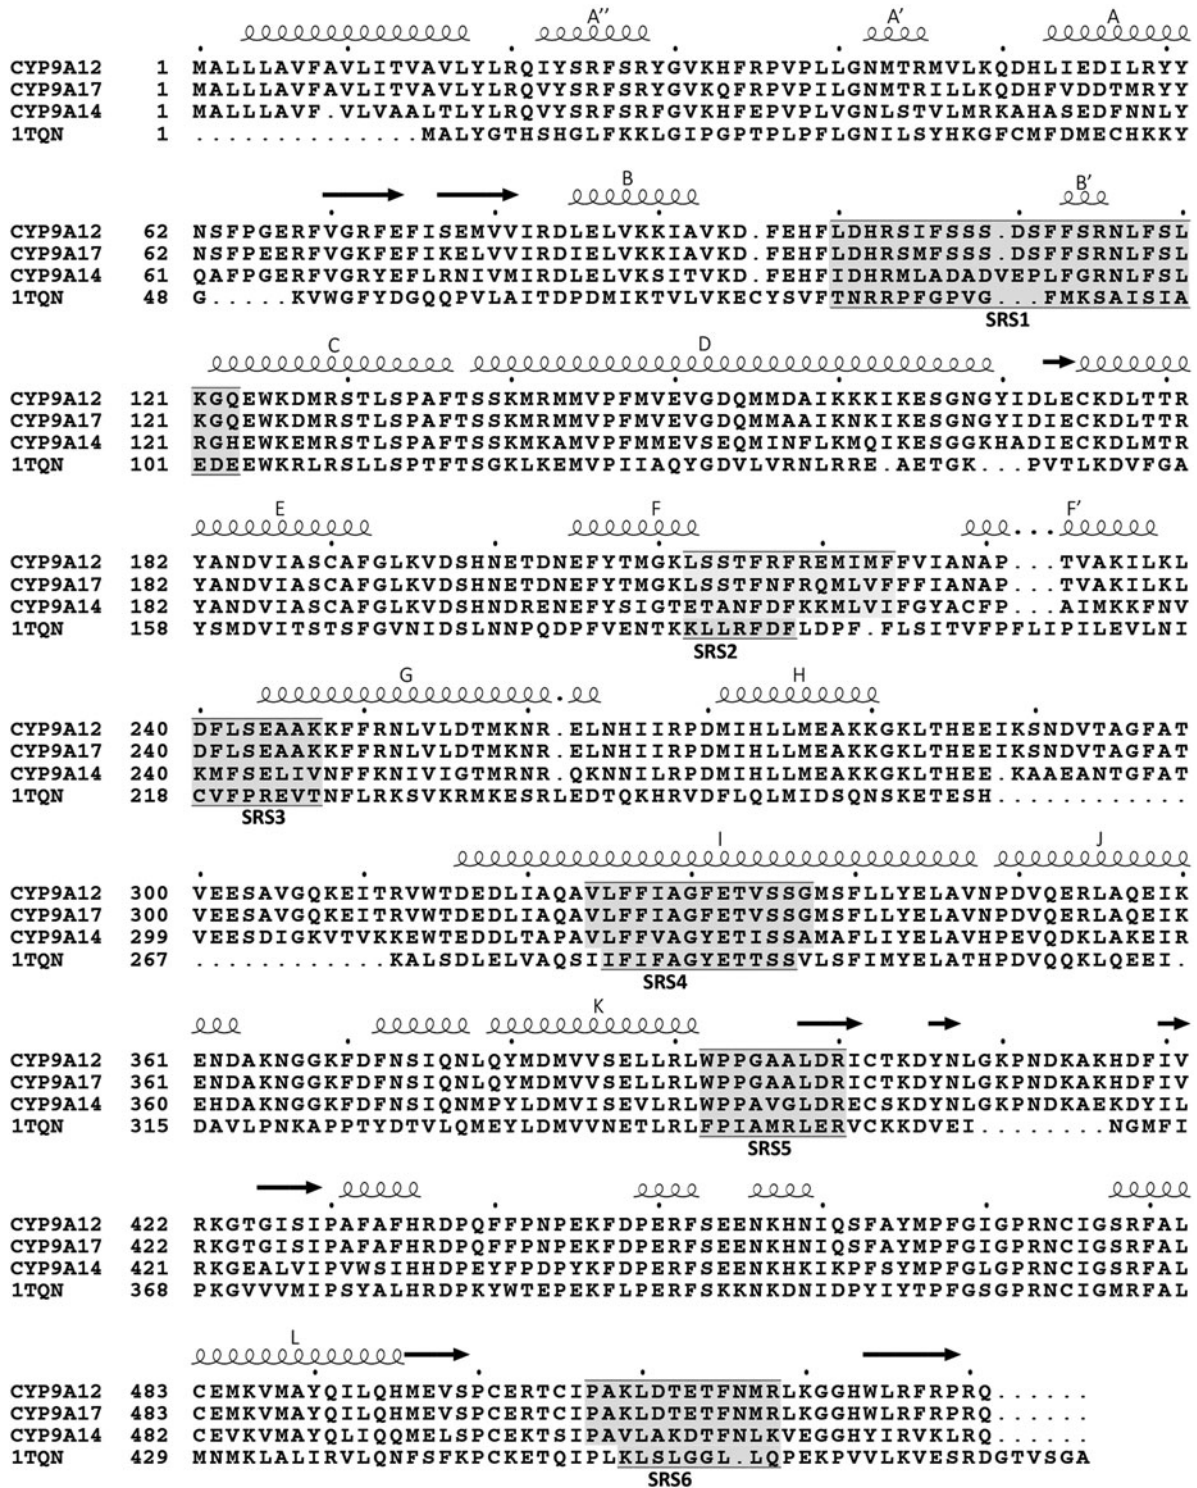 A'' A' A
CYP9A12 1 MALLLAVFAVLITVAVLYLRQIYSRFSRYGVKHFRPVPLLGNMTRMVLKQDHLIEDILRYY
CYP9A17 1 MALLLAVFAVLITVAVLYLRQVYSRFSRYGVKQFRPVPILGNMTRILLKQDHFVDDTMRYY
CYP9A14 1 MALLLAVF.VLVAALTLYLRQVYSRFSRFGVKHFEPVPLVGNLSTVLMRKAHASEDFNNLY
1TQN 1 ..............MALYGTHSHGLFKKLGIPGPTPLPFLGNILSYHKGFCMFDMECHKKY
B B'
CYP9A12 62 NSFPGERFVGRFEFISEMVVIRDLELVKKIAVKD.FEHFLDHRSIFSSS.DSFFSRNLFSL
CYP9A17 62 NSFPEERFVGKFEFIKELVVIRDLELVKKIAVKD.FEHFLDHRSMFSSS.DSFFSRNLFSL
CYP9A14 61 QAFPGERFVGRYEFLRNIVMIRDLELVKSITVKD.FEHFIDHRMLADADVEPLFGRNLFSL
1TQN 48 G.....KVWGFYDGQQPVLAITDPDMIKTVLVKECYSVFTNRRPFGPVG...FMKSAISIA
SRS1
C D
CYP9A12 121 KGQEWKDMRSTLSPAFTSSKMRMMVPFMVEVGDQMMDAIKKKIKESGNGYIDLECKDLTTR
CYP9A17 121 KGQEWKDMRSTLSPAFTSSKMRMMVPFMVEVGDQMMAAIKNKIKESGNGYIDIECKDLTTR
CYP9A14 121 RGHEWKEMRSTLSPAFTSSKMKAMVPFMMEVSEQMINFLKMQIKESGGKHADIECKDLMTR
1TQN 101 EDEEWKRLRSLLSPTFTSGKLKEMVPIIAQYGDVLVRNLRRE.AETGK...PVTLKDVFGA
E F F'
CYP9A12 182 YANDVIASCAFGLKVDSHNETDNEFYTMGKLSSTFRFREMIMFFVIANAP...TVAKILKL
CYP9A17 182 YANDVIASCAFGLKVDSHNETDNEFYTMGKLSSTFNFRQMLVFFFIANAP...TVAKILKL
CYP9A14 182 YANDVIASCAFGLKVDSHNDRENEFYSIGTETANFDFKKMLVIFGYACFP...AIMKKFNV
1TQN 158 YSMDVITSTSFGVNIDSLNNPQDPFVENTKKLLRFDFLDPF.FLSITVFPFLIPILEVLNI
SRS2
G H
CYP9A12 240 DFLSEAAKKFFRNLVLDTMKNR.ELNHIIRPDMIHLLMEAKKGKLTHEEIKSNDVTAGFAT
CYP9A17 240 DFLSEAAKKFFRNLVLDTMKNR.ELNHIIRPDMIHLLMEAKKGKLTHEEIKSNDVTAGFAT
CYP9A14 240 KMFSELIVNFFKNIVIGTMRNR.QKNNILRPDMIHLLMEAKKGKLTHEE.KAAEANTGFAT
1TQN 218 CVFPREVTNFLRKSVKRMKESRLEDTQKHRVDFLQLMIDSQNSKETESH............
SRS3
I J
CYP9A12 300 VEESAVGQKEITRVWTDEDLIAQAVLFFIAGFETVSSGMSFLLYELAVNPDVQERLAQEIK
CYP9A17 300 VEESAVGQKEITRVWTDEDLIAQAVLFFIAGFETVSSGMSFLLYELAVNPDVQERLAQEIK
CYP9A14 299 VEESDIGKVTVKKEWTEDDLTAPAVLFFVAGYETISSAMAFLIYELAVHPEVQDKLAKEIR
1TQN 267 ............KALSDLELVAQSIIFIFAGYETTSSVLSFIMYELATHPDVQQKLQEEI.
SRS4
K
CYP9A12 361 ENDAKNGGKFDFNSIQNLQYMDMVVSELLRLWPPGAALDRICTKDYNLGKPNDKAKHDFIV
CYP9A17 361 ENDAKNGGKFDFNSIQNLQYMDMVVSELLRLWPPGAALDRICTKDYNLGKPNDKAKHDFIV
CYP9A14 360 EHDAKNGGKFDFNSIQNMPYLDMVISEVLRLWPPAVGLDRECSKDYNLGKPNDKAEKDYIL
1TQN 315 DAVLPNKAPPTYDTVLQMEYLDMVVNETLRLFPIAMRLERVCKKDVEI........NGMFI
SRS5
CYP9A12 422 RKGTGISIPAFAFHRDPQFFPNPEKFDPERFSEENKHNIQSFAYMPFGIGPRNCIGSRFAL
CYP9A17 422 RKGTGISIPAFAFHRDPQFFPNPEKFDPERFSEENKHNIQSFAYMPFGIGPRNCIGSRFAL
CYP9A14 421 RKGEALVIPVWSIHHDPEYFPDPYKFDPERFSEENKHKIKPFSYMPFGLGPRNCIGSRFAL
1TQN 368 PKGVVVMIPSYALHRDPKYWTEPEKFLPERFSKKNKDNIDPYIYTPFGSGPRNCIGMRFAL
L
CYP9A12 483 CEMKVMAYQILQHMEVSPCERTCIPAKLDTETFNMRLKGGHWLRFRPRQ......
CYP9A17 483 CEMKVMAYQILQHMEVSPCERTCIPAKLDTETFNMRLKGGHWLRFRPRQ......
CYP9A14 482 CEVKVMAYQLIQQMELSPCEKTSIPAVLAKDTFNLKVEGGHYIRVKLRQ......
1TQN 429 MNMKLALIRVLQNFSFKPCKETQIPLKLSLGGL.LQPEKPVVLKVESRDGTVSGA
SRS6